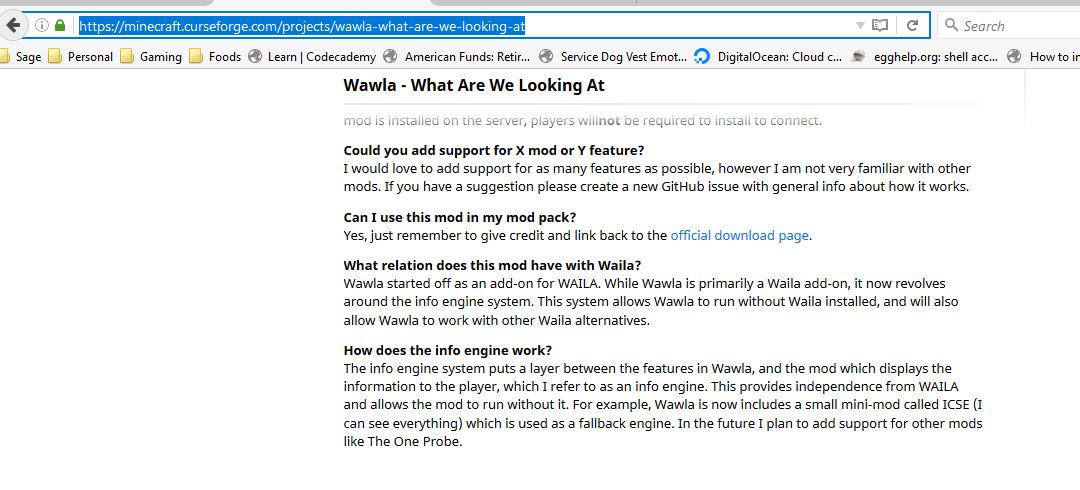 https://minecraft.curseforge.com/projects/wawla-what-are-we-looking-at
Search
Sage Personal Gaming Foods Learn | Codecademy American Funds: Retir... Service Dog Vest Emot... DigitalOcean: Cloud c... egghelp.org: shell acc... How to in
Wawla - What Are We Looking At
mod is installed on the server, players willnot be required to install to connect.
Could you add support for X mod or Y feature?
I would love to add support for as many features as possible, however I am not very familiar with other
mods. If you have a suggestion please create a new GitHub issue with general info about how it works.
Can I use this mod in my mod pack?
Yes, just remember to give credit and link back to the official download page.
What relation does this mod have with Waila?
Wawla started off as an add-on for WAILA. While Wawla is primarily a Waila add-on, it now revolves
around the info engine system. This system allows Wawla to run without Waila installed, and will also
allow Wawla to work with other Waila alternatives.
How does the info engine work?
The info engine system puts a layer between the features in Wawla, and the mod which displays the
information to the player, which I refer to as an info engine. This provides independence from WAILA
and allows the mod to run without it. For example, Wawla is now includes a small mini-mod called ICSE (I
can see everything) which is used as a fallback engine. In the future I plan to add support for other mods
like The One Probe.